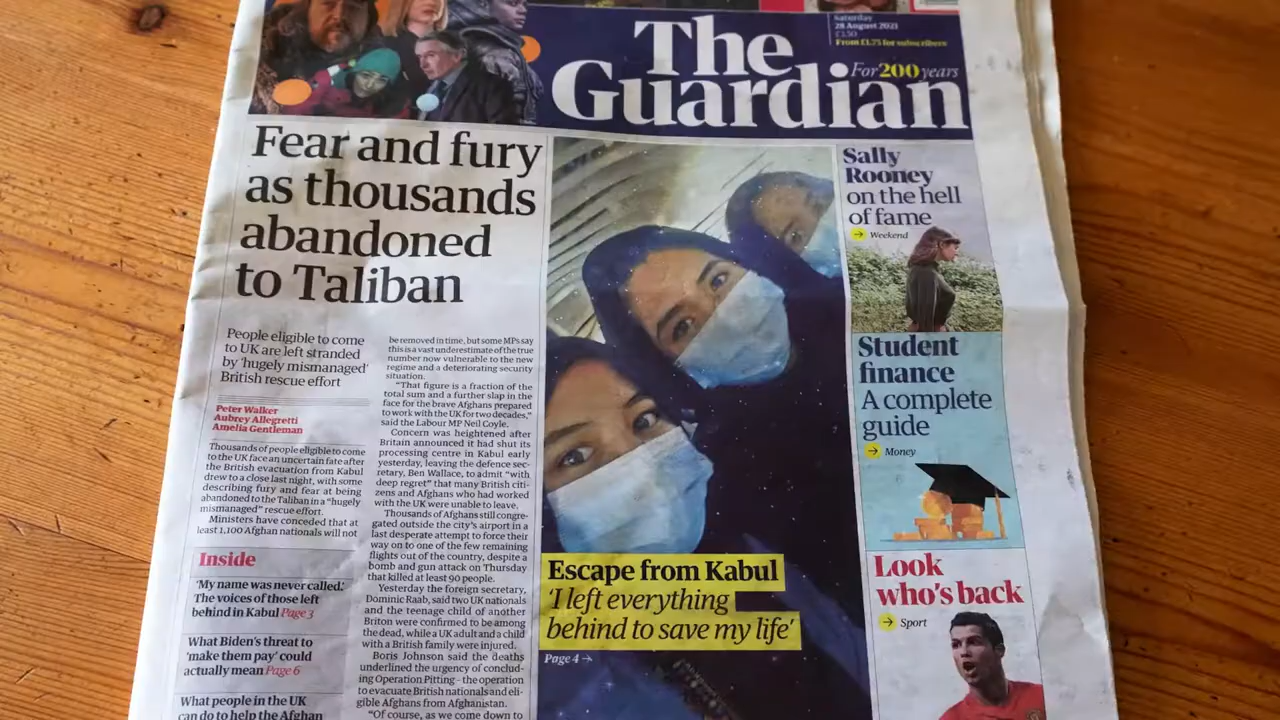 The
Guardian
For 200 years
Saturday
28 August 2021
£3.50
From £1.75 for subscribers
Fear and fury
as thousands
abandoned
to Taliban
People eligible to come
to UK are left stranded
by ‘hugely mismanaged’
British rescue effort
Peter Walker
Aubrey Allegretti
Amelia Gentleman
Thousands of people eligible to come
to the UK face an uncertain fate after
the British evacuation from Kabul
drew to a close last night, with some
describing fury and fear at being
abandoned to the Taliban in a “hugely
mismanaged” rescue effort.
Ministers have conceded that at
least 1,100 Afghan nationals will not
Inside
‘My name was never called.’
The voices of those left
behind in Kabul Page 3
What Biden’s threat to
‘make them pay’ could
actually mean Page 6
What people in the UK
can do to help the Afghan
be removed in time, but some MPs say
this is a vast underestimate of the true
number now vulnerable to the new
regime and a deteriorating security
situation.
“That figure is a fraction of the
total sum and a further slap in the
face for the brave Afghans prepared
to work with the UK for two decades,”
said the Labour MP Neil Coyle.
Concern was heightened after
Britain announced it had shut its
processing centre in Kabul early
yesterday, leaving the defence sec-
retary, Ben Wallace, to admit “with
deep regret” that many British citi-
zens and Afghans who had worked
with the UK were unable to leave.
Thousands of Afghans still congre-
gated outside the city’s airport in a
last desperate attempt to force their
way on to one of the few remaining
flights out of the country, despite a
bomb and gun attack on Thursday
that killed at least 90 people.
Yesterday the foreign secretary,
Dominic Raab, said two UK nationals
and the teenage child of another
Briton were confirmed to be among
the dead, while a UK adult and a child
with a British family were injured.
Boris Johnson said the deaths
underlined the urgency of conclud-
ing Operation Pitting – the operation
to evacuate British nationals and eli-
gible Afghans from Afghanistan.
“Of course, as we come down to
Escape from Kabul
‘I left everything
behind to save my life’
Page 4 →
Sally
Rooney
on the hell
of fame
→ Weekend
Student
finance
A complete
guide
→ Money
Look
who’s back
→ Sport